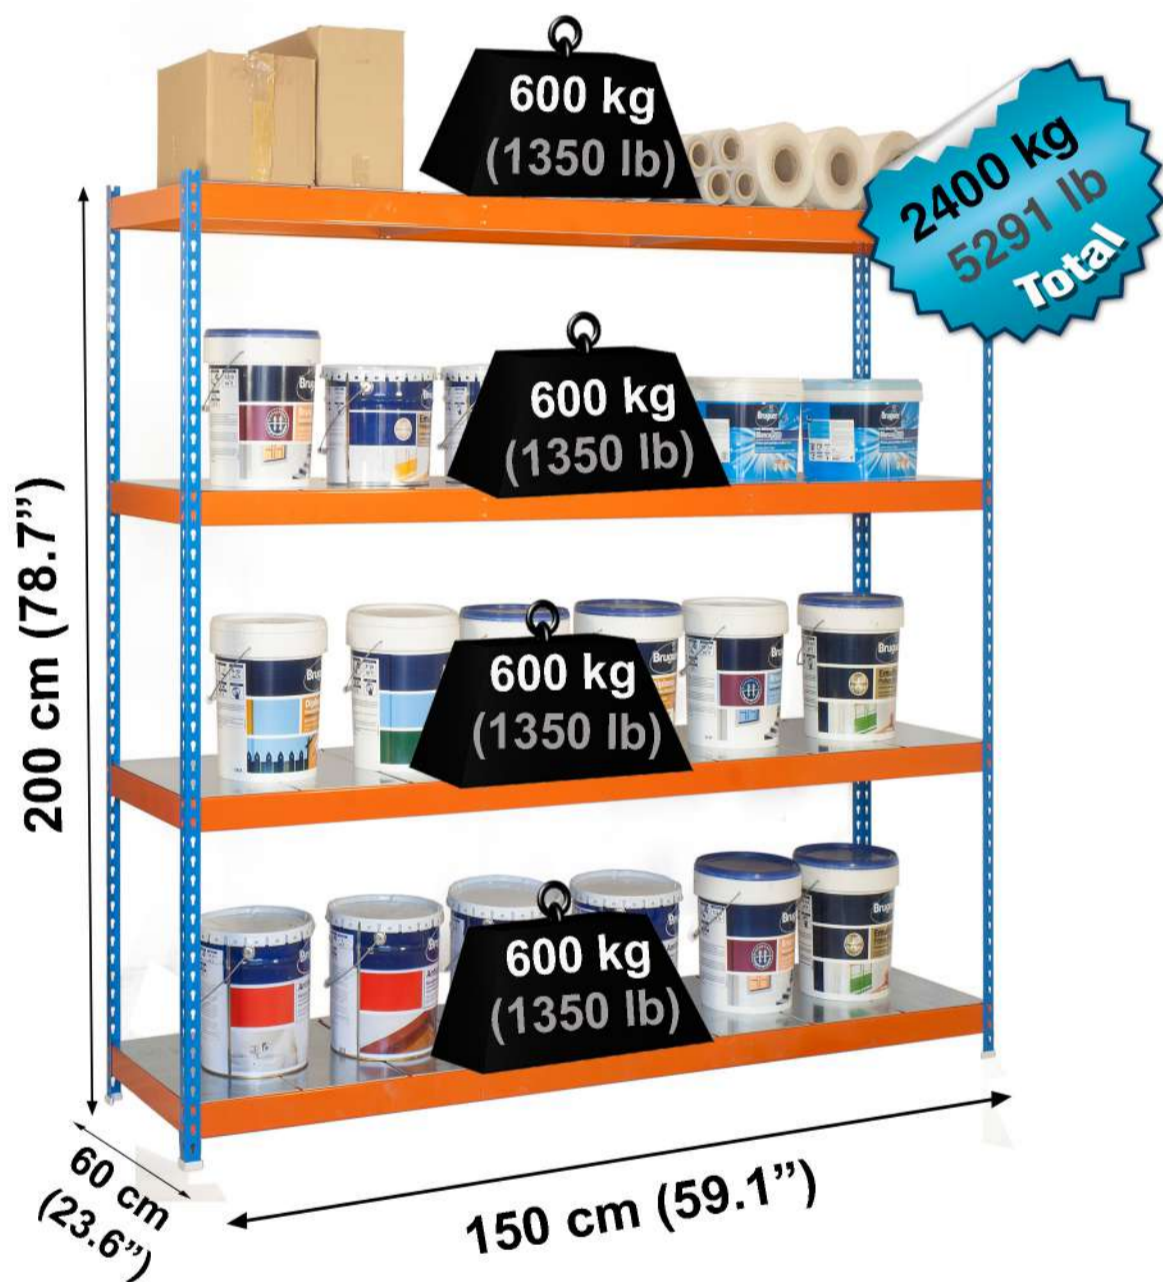 600 kg
(1350 lb)
2400 kg
5291 lb
Total
600 kg
(1350 lb)
200 cm (78.7”)
600 kg
(1350 lb)
600 kg
(1350 lb)
60 cm
(23.6”)
150 cm (59.1”)